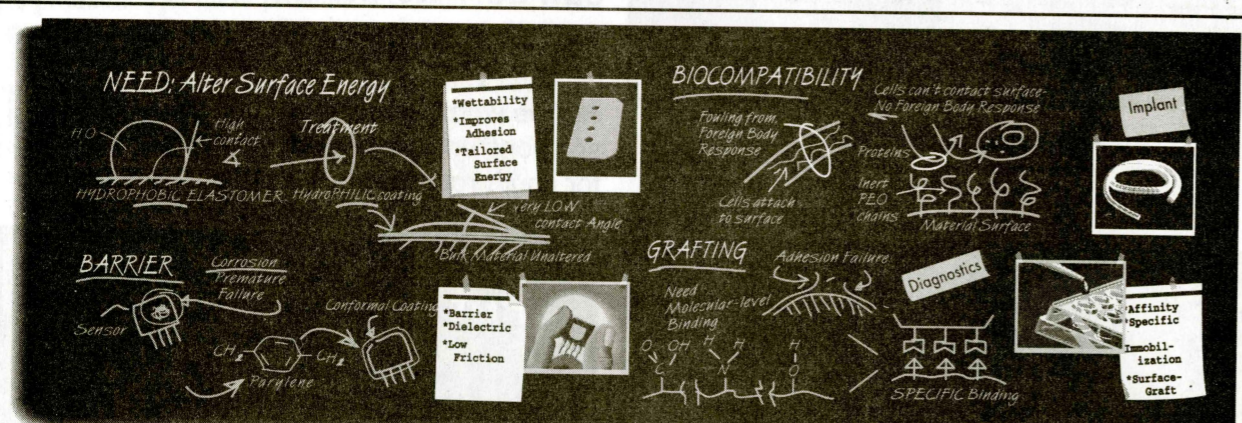 NEED: Alter Surface Energy
HO
High
contact
Treatment
HYDROPHOBIC ELASTOMER
HydroPHILIC coating
very LOW
contact Angle
Bulk Material Unaltered
*Wettability
*Improves
Adhesion
*Tailored
Surface
Energy
BIOCOMPATIBILITY
Fouling from
Foreign Body
Response
Cells attach
to surface
Cells can't contact surface-
No Foreign Body Response
Proteins
Inert
PEO
chains
Material Surface
Implant
BARRIER
Corrosion
Premature
Failure
Sensor
CH2
CH2
Parylene
Conformal Coating
*Barrier
*Dielectric
*Low
Friction
GRAFTING
Need
Molecular-level
Binding
Adhesion Failure
O OH H H H
C N O
Diagnostics
SPECIFIC Binding
*Affinity
*Specific
Immobil-
ization
*Surface-
Graft